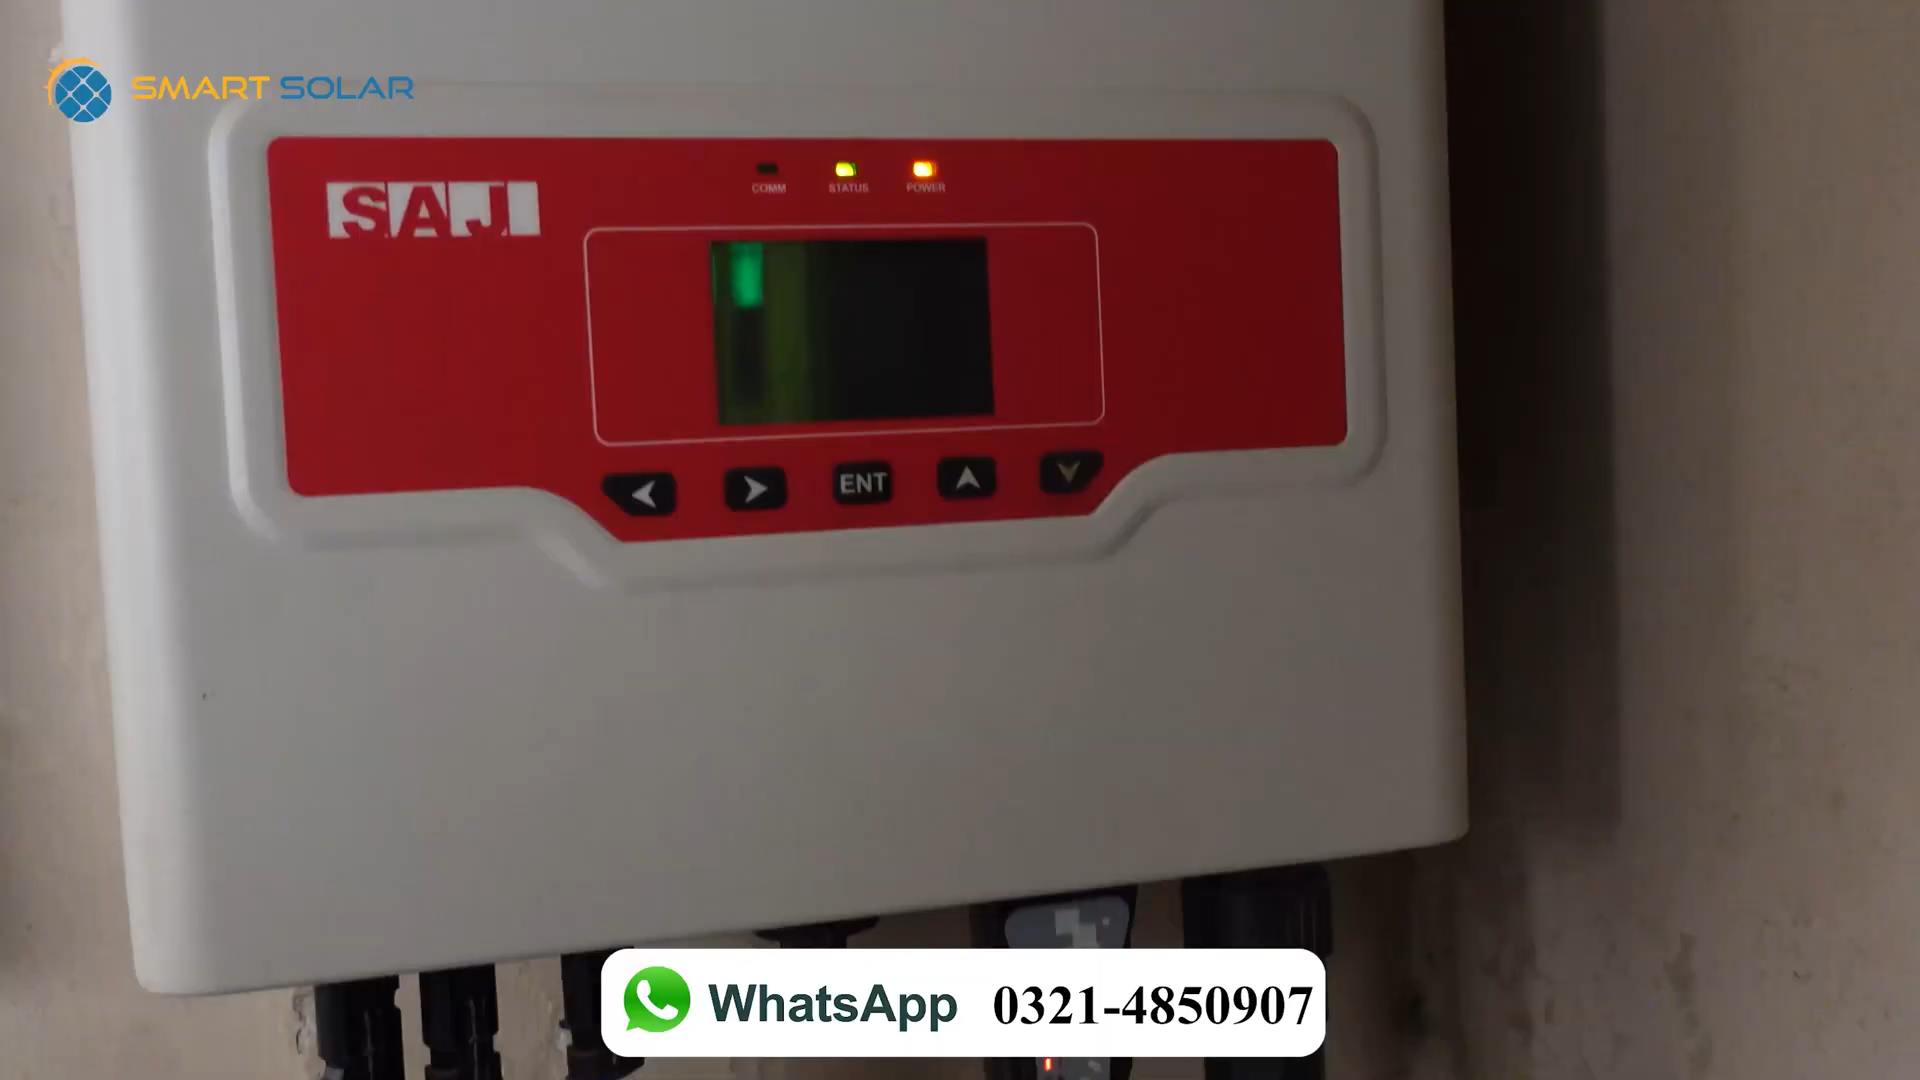 SMART SOLAR
SAJ
COMM STATUS POWER
ENT
WhatsApp 0321-4850907